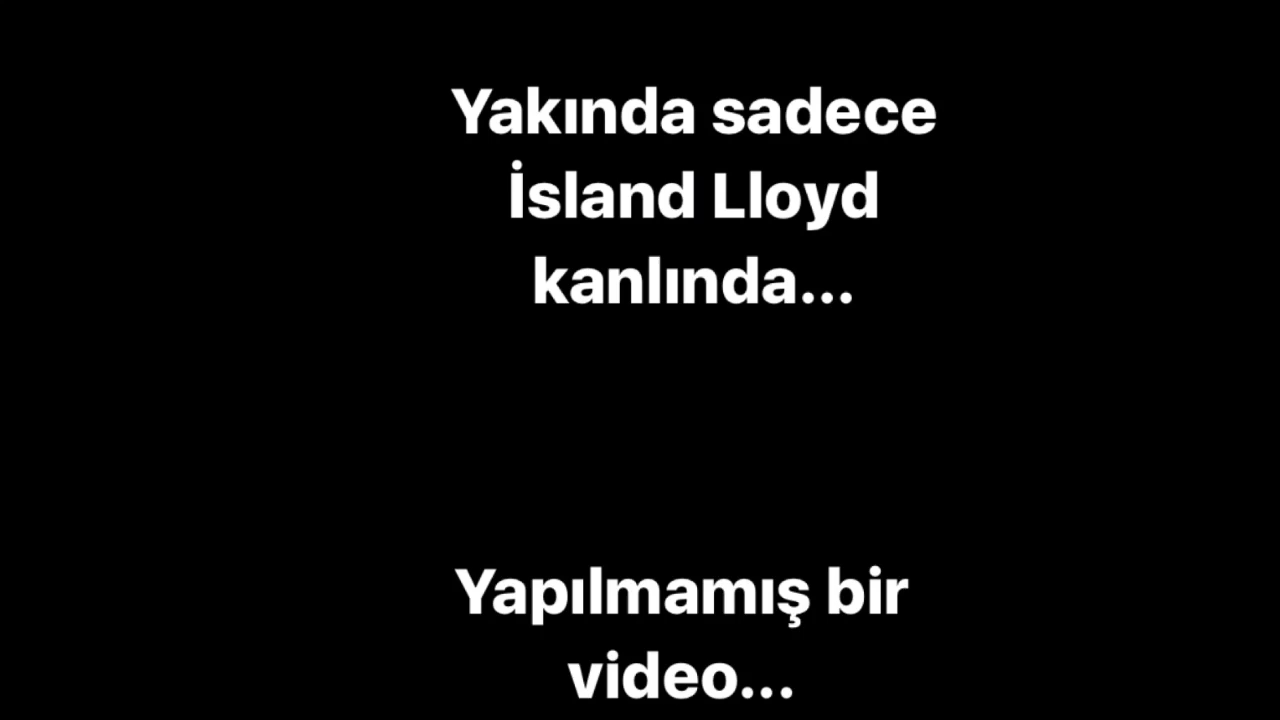 Yakında sadece
İsland Lloyd
kanlında...
Yapılmamış bir
video...